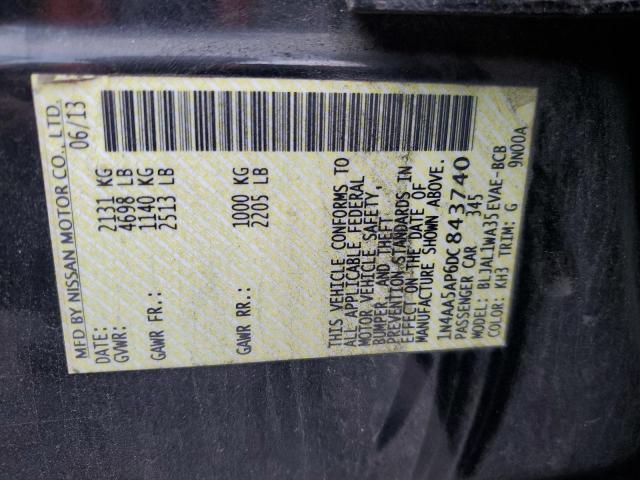 MFD BY NISSAN MOTOR CO., LTD.
DATE: 06/13
GVWR: 2131 KG
4698 LB
GAWR FR.: 1140 KG
2513 LB
GAWR RR.: 1000 KG
2205 LB
THIS VEHICLE CONFORMS TO
ALL APPLICABLE FEDERAL
MOTOR VEHICLE SAFETY,
BUMPER, AND THEFT
PREVENTION STANDARDS IN
EFFECT ON THE DATE OF
MANUFACTURE SHOWN ABOVE.
1N4AA5AP6DC843740
PASSENGER CAR 345
MODEL: BLJAL1WA35EVAE-BCB
COLOR: KH3 TRIM: G 9N00A